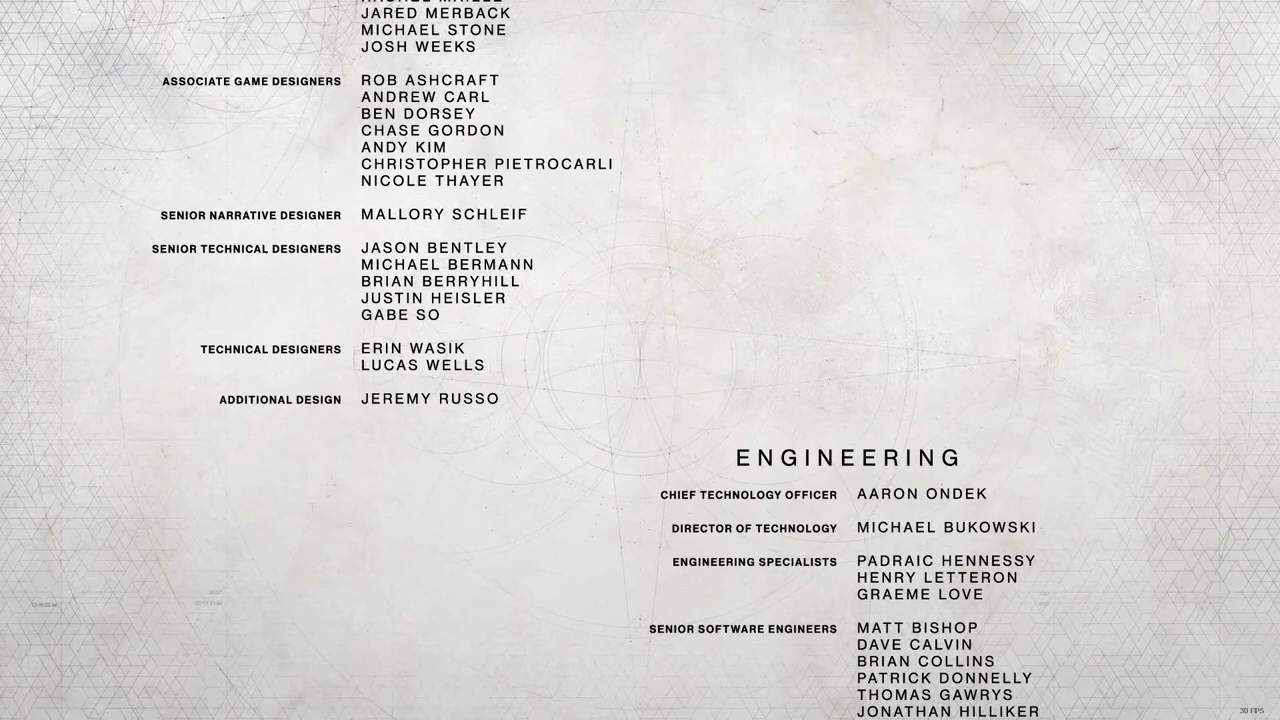 JARED MERBACK
MICHAEL STONE
JOSH WEEKS
ASSOCIATE GAME DESIGNERS ROB ASHCRAFT
ANDREW CARL
BEN DORSEY
CHASE GORDON
ANDY KIM
CHRISTOPHER PIETROCARLI
NICOLE THAYER
SENIOR NARRATIVE DESIGNER MALLORY SCHLEIF
SENIOR TECHNICAL DESIGNERS JASON BENTLEY
MICHAEL BERMANN
BRIAN BERRYHILL
JUSTIN HEISLER
GABE SO
TECHNICAL DESIGNERS ERIN WASIK
LUCAS WELLS
ADDITIONAL DESIGN JEREMY RUSSO
ENGINEERING
CHIEF TECHNOLOGY OFFICER AARON ONDEK
DIRECTOR OF TECHNOLOGY MICHAEL BUKOWSKI
ENGINEERING SPECIALISTS PADRAIC HENNESSY
HENRY LETTERON
GRAEME LOVE
SENIOR SOFTWARE ENGINEERS MATT BISHOP
DAVE CALVIN
BRIAN COLLINS
PATRICK DONNELLY
THOMAS GAWRYS
JONATHAN HILLIKER
30 FPS